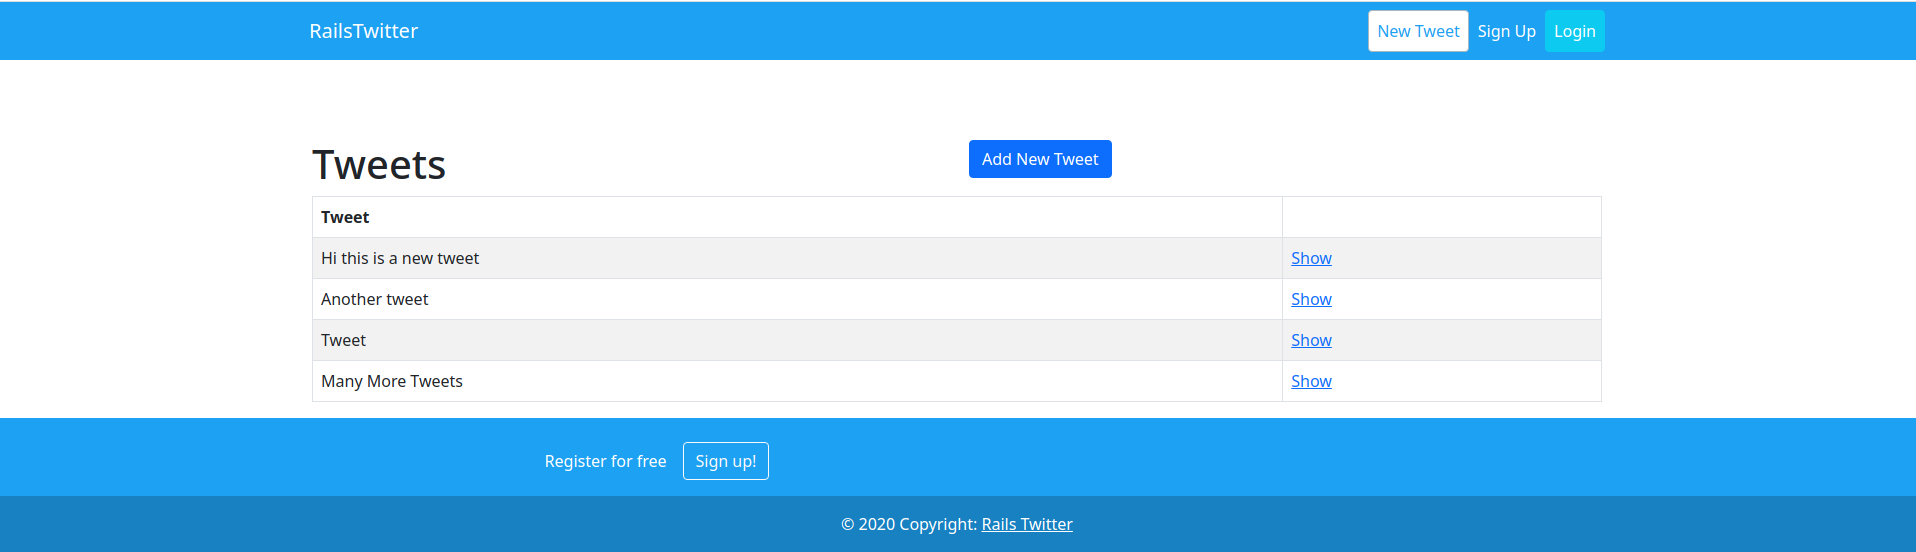 RailsTwitter New Tweet Sign Up Login
Tweets Add New Tweet
Tweet
Hi this is a new tweet Show
Another tweet Show
Tweet Show
Many More Tweets Show
Register for free Sign up!
© 2020 Copyright: Rails Twitter